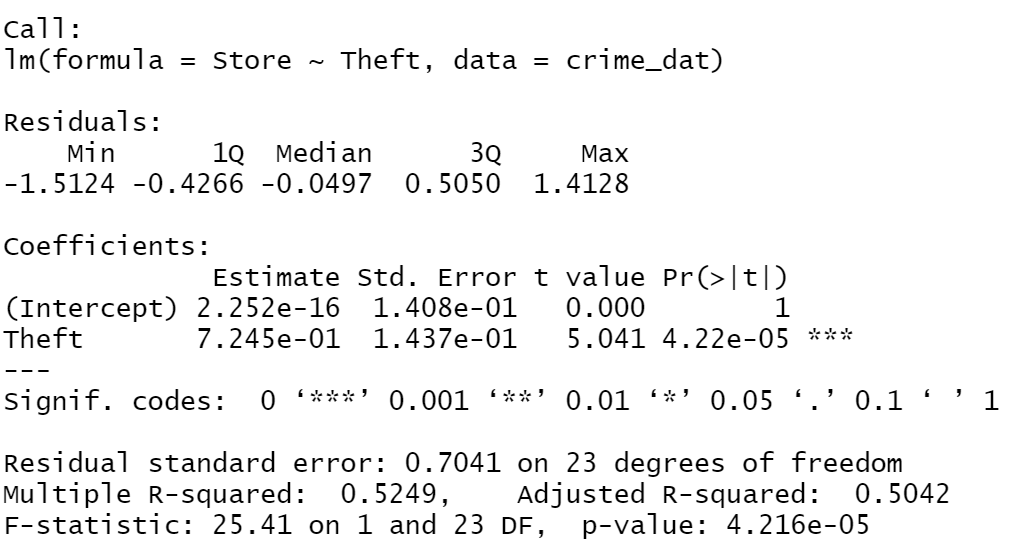 Call:
lm(formula = Store ~ Theft, data = crime_dat)
Residuals:
Min 1Q Median 3Q Max
-1.5124 -0.4266 -0.0497 0.5050 1.4128
Coefficients:
Estimate Std. Error t value Pr(>|t|)
(Intercept) 2.252e-16 1.408e-01 0.000 1
Theft 7.245e-01 1.437e-01 5.041 4.22e-05 ***
---
Signif. codes: 0 ‘***’ 0.001 ‘**’ 0.01 ‘*’ 0.05 ‘.’ 0.1 ‘ ’ 1
Residual standard error: 0.7041 on 23 degrees of freedom
Multiple R-squared: 0.5249, Adjusted R-squared: 0.5042
F-statistic: 25.41 on 1 and 23 DF, p-value: 4.216e-05